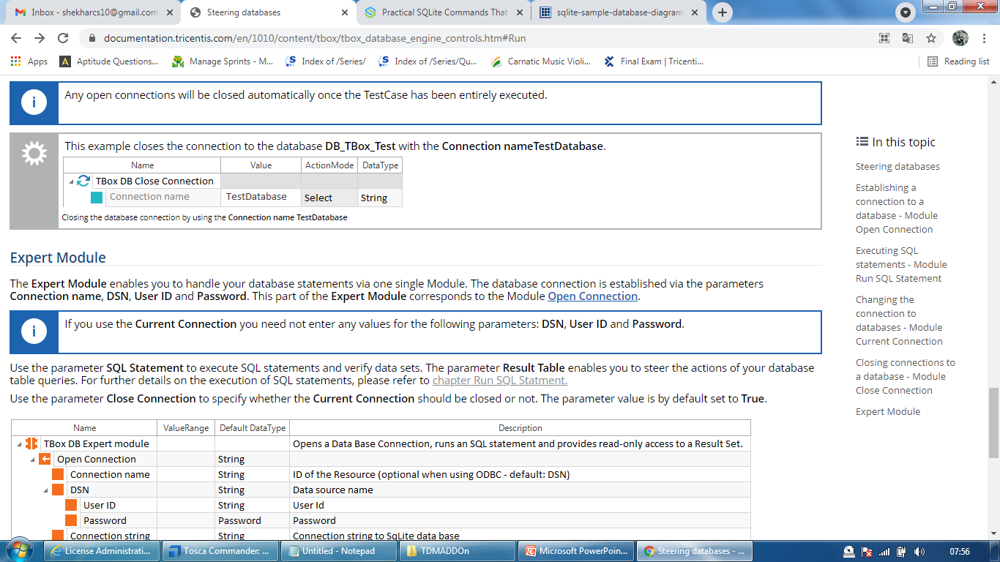 Inbox - shekharcs10@gmail.com
Steering databases
Practical SQLite Commands That
sqlite-sample-database-diagram-
documentation.tricentis.com/en/1010/content/tbox/tbox_database_engine_controls.htm#Run
Apps
Aptitude Questions...
Manage Sprints - M...
Index of /Series/
Index of /Series/Qu...
Carnatic Music Violi...
Final Exam | Tricenti...
Reading list
Any open connections will be closed automatically once the TestCase has been entirely executed.
This example closes the connection to the database DB_TBox_Test with the Connection nameTestDatabase.
Name Value ActionMode DataType
TBox DB Close Connection
Connection name TestDatabase Select String
Closing the database connection by using the Connection name TestDatabase
Expert Module
The Expert Module enables you to handle your database statements via one single Module. The database connection is established via the parameters
Connection name, DSN, User ID and Password. This part of the Expert Module corresponds to the Module Open Connection.
If you use the Current Connection you need not enter any values for the following parameters: DSN, User ID and Password.
Use the parameter SQL Statement to execute SQL statements and verify data sets. The parameter Result Table enables you to steer the actions of your database
table queries. For further details on the execution of SQL statements, please refer to chapter Run SQL Statment.
Use the parameter Close Connection to specify whether the Current Connection should be closed or not. The parameter value is by default set to True.
Name ValueRange Default DataType Description
TBox DB Expert module Opens a Data Base Connection, runs an SQL statement and provides read-only access to a Result Set.
Open Connection String
Connection name String ID of the Resource (optional when using ODBC - default: DSN)
DSN String Data source name
User ID String User Id
Password Password Password
Connection string String Connection string to SqLite data base
In this topic
Steering databases
Establishing a
connection to a
database - Module
Open Connection
Executing SQL
statements - Module
Run SQL Statement
Changing the
connection to
databases - Module
Current Connection
Closing connections to
a database - Module
Close Connection
Expert Module
License Administrati...
Tosca Commander: ...
Untitled - Notepad
TDMADDOn
Microsoft PowerPoin...
Steering databases - ...
07:56